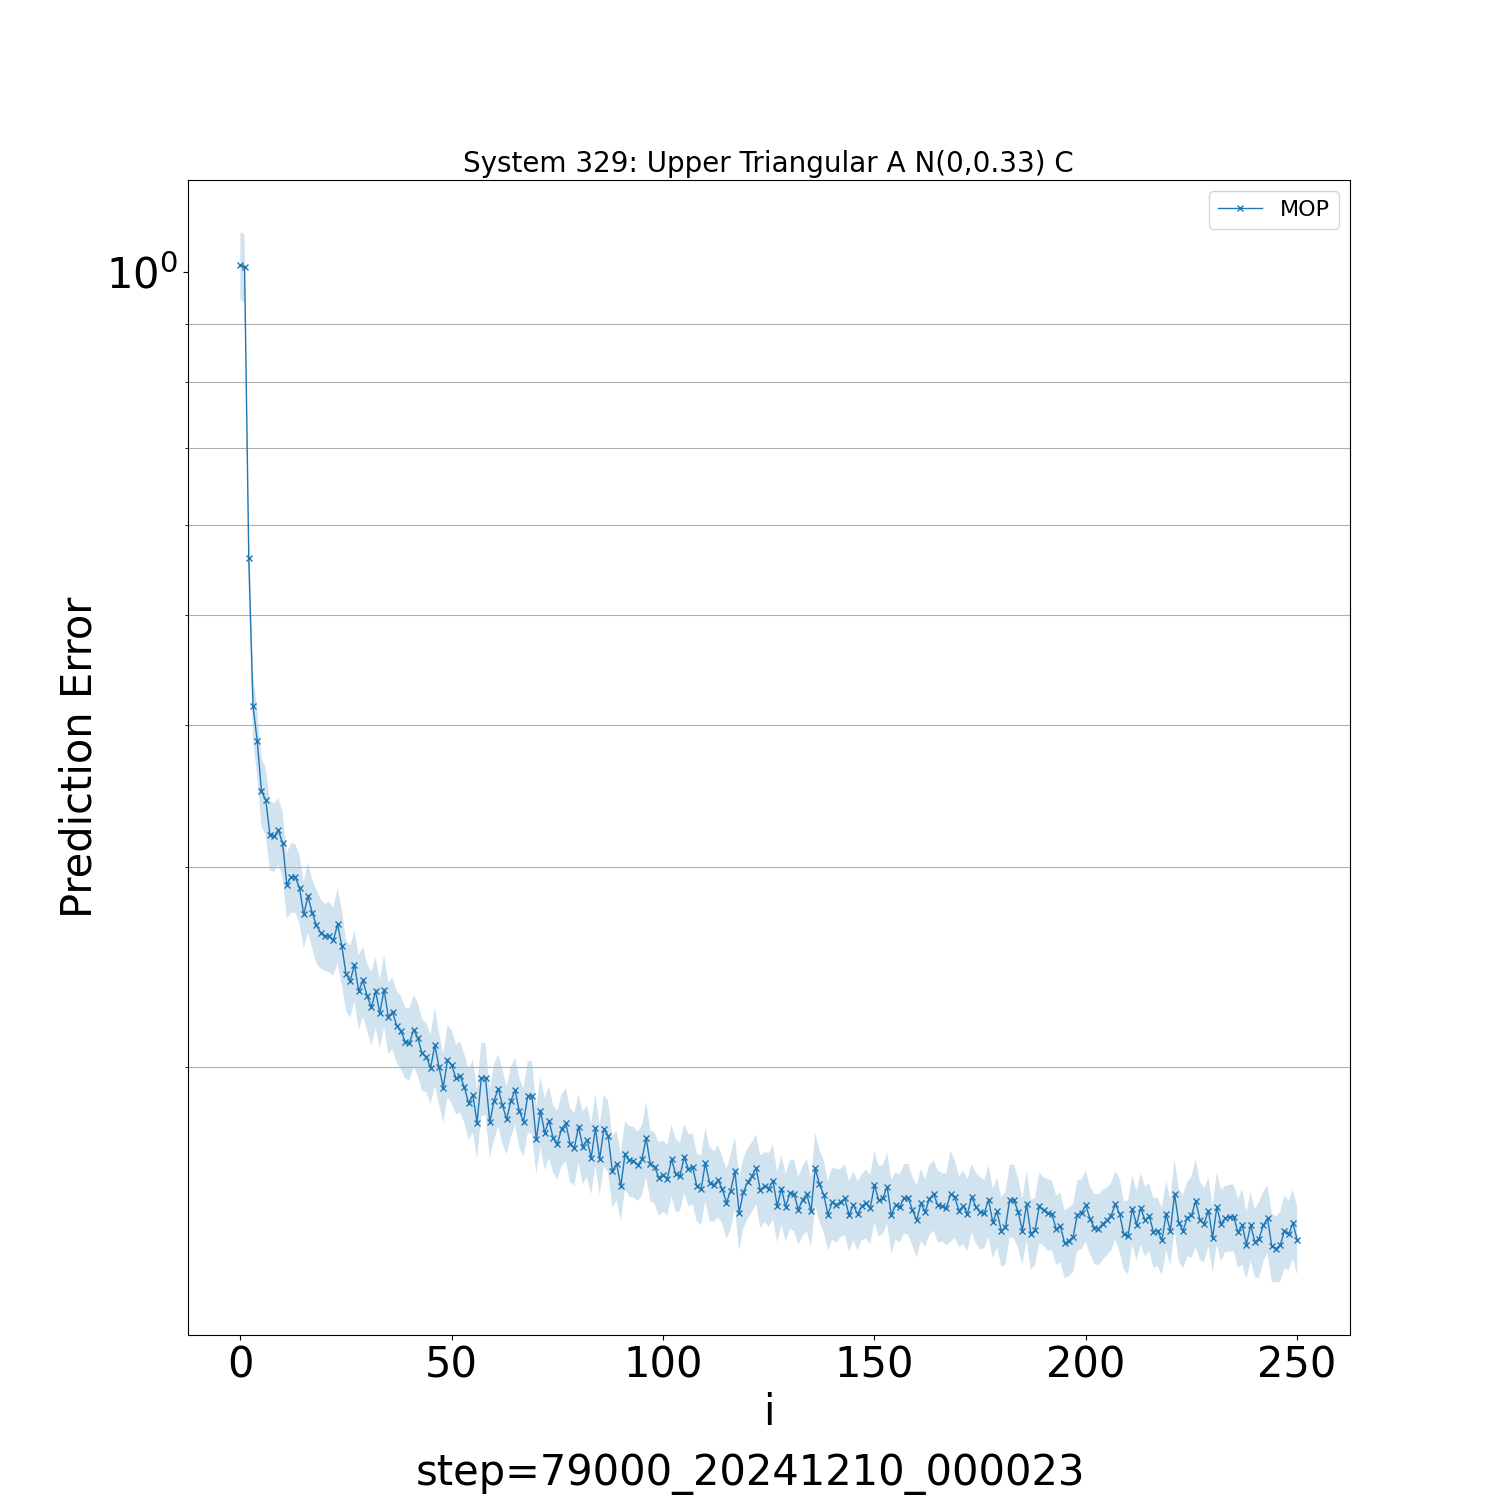 System 329: Upper Triangular A N(0,0.33) C
MOP
10⁰
Prediction Error
0 50 100 150 200 250
i
step=79000_20241210_000023